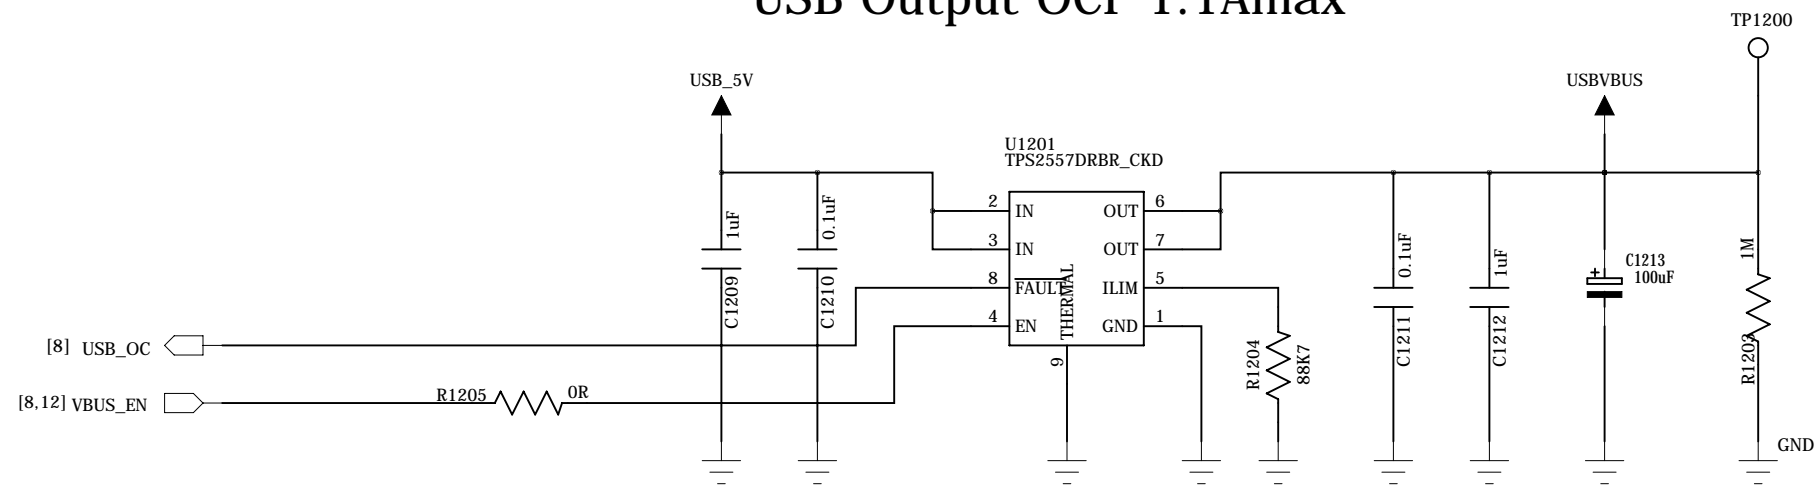 USB Output OCP 1.1Amax
TP1200
USB_5V
USBVBUS
U1201
TPS2557DRBR_CKD
2
IN
OUT
6
3
IN
OUT
7
8
FAULT
ILIM
5
4
EN
GND
1
THERMAL
9
1uF
C1209
0.1uF
C1210
[8] USB_OC
[8,12] VBUS_EN
R1205
0R
R1204
88K7
0.1uF
C1211
1uF
C1212
C1213
100uF
+
1M
R1203
GND